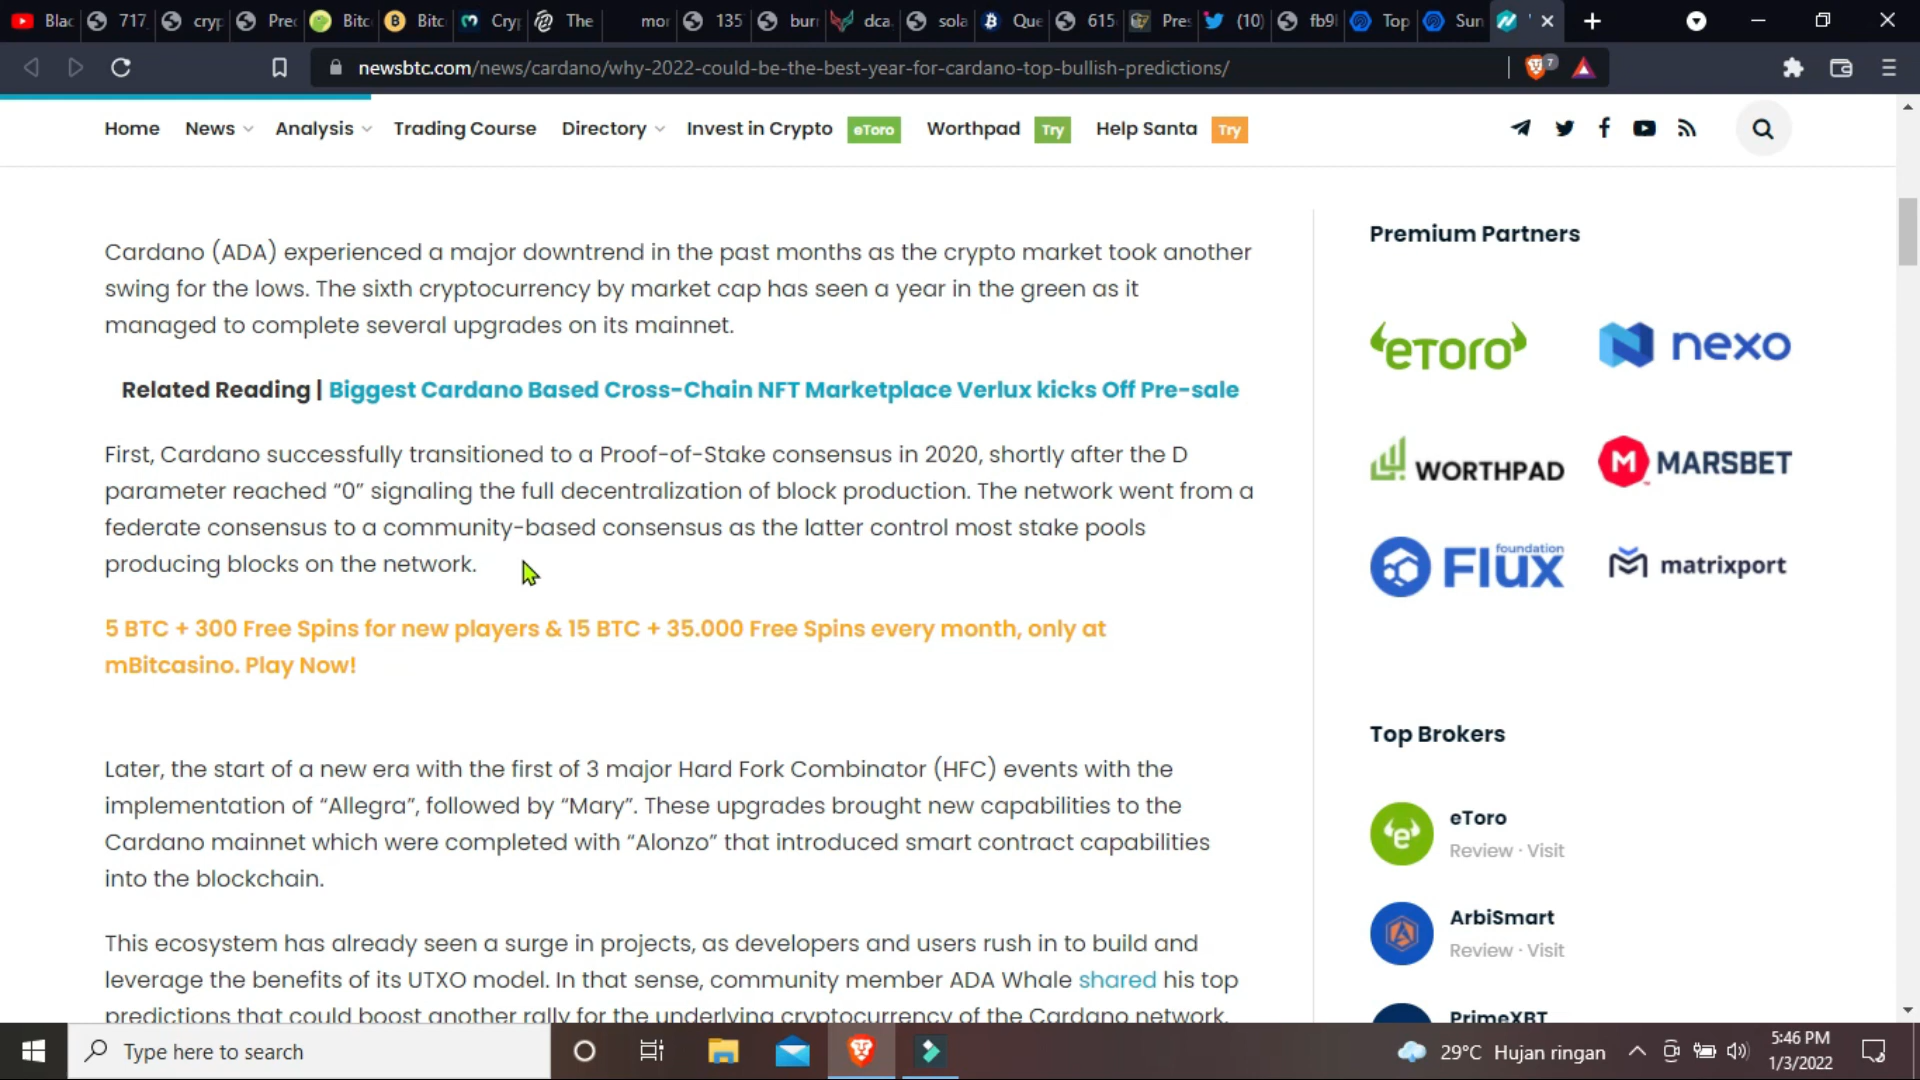 Blac
717
cryp
Prec
Bitc
Bitc
Cryp
The
mor
135
burr
dca.
sola
Que
615
Pres
(10)
fb9l
Top
Sun
newsbtc.com/news/cardano/why-2022-could-be-the-best-year-for-cardano-top-bullish-predictions/
7
Home News Analysis Trading Course Directory Invest in Crypto eToro Worthpad Try Help Santa Try
Cardano (ADA) experienced a major downtrend in the past months as the crypto market took another
swing for the lows. The sixth cryptocurrency by market cap has seen a year in the green as it
managed to complete several upgrades on its mainnet.
Related Reading | Biggest Cardano Based Cross-Chain NFT Marketplace Verlux kicks Off Pre-sale
First, Cardano successfully transitioned to a Proof-of-Stake consensus in 2020, shortly after the D
parameter reached “0” signaling the full decentralization of block production. The network went from a
federate consensus to a community-based consensus as the latter control most stake pools
producing blocks on the network.
5 BTC + 300 Free Spins for new players & 15 BTC + 35.000 Free Spins every month, only at
mBitcasino. Play Now!
Later, the start of a new era with the first of 3 major Hard Fork Combinator (HFC) events with the
implementation of “Allegra”, followed by “Mary”. These upgrades brought new capabilities to the
Cardano mainnet which were completed with “Alonzo” that introduced smart contract capabilities
into the blockchain.
This ecosystem has already seen a surge in projects, as developers and users rush in to build and
leverage the benefits of its UTXO model. In that sense, community member ADA Whale shared his top
predictions that could boost another rally for the underlying cryptocurrency of the Cardano network.
Premium Partners
eToro
nexo
WORTHPAD
MARSBET
Flux foundation
matrixport
Top Brokers
eToro
Review · Visit
ArbiSmart
Review · Visit
PrimeXBT
Type here to search
29°C Hujan ringan
5:46 PM
1/3/2022